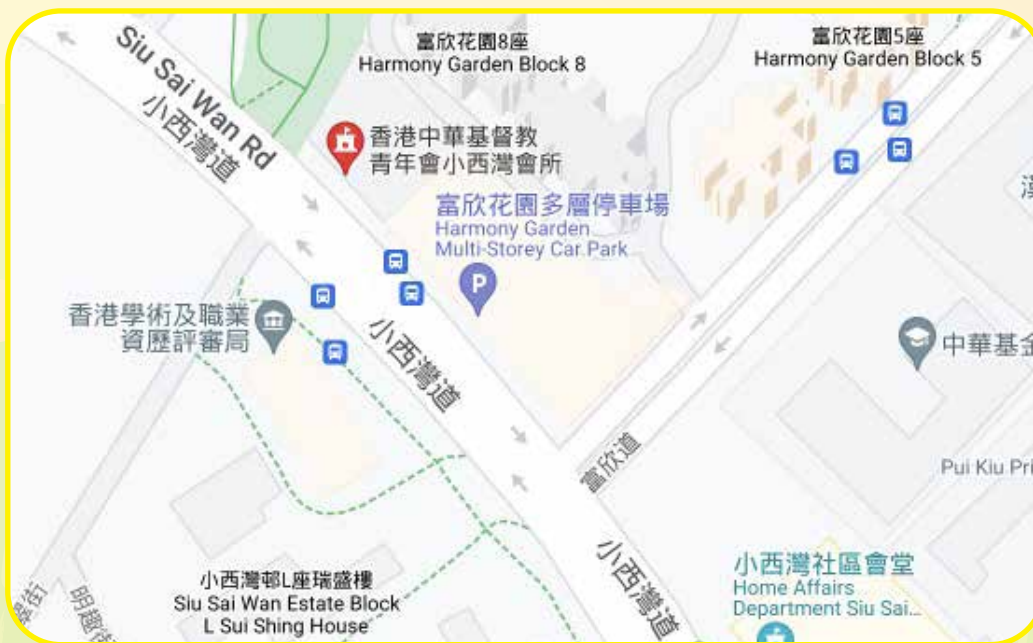 富欣花園8座
Harmony Garden Block 8
富欣花園5座
Harmony Garden Block 5
Siu Sai Wan Rd
小西灣道
香港中華基督教
青年會小西灣會所
富欣花園多層停車場
Harmony Garden
Multi-Storey Car Park
P
香港學術及職業
資歷評審局
小西灣道
中華基金
富欣道
Pui Kiu Pri
小西灣道
小西灣社區會堂
Home Affairs
Department Siu Sai...
小西灣邨L座瑞盛樓
Siu Sai Wan Estate Block
L Sui Shing House
明趣街